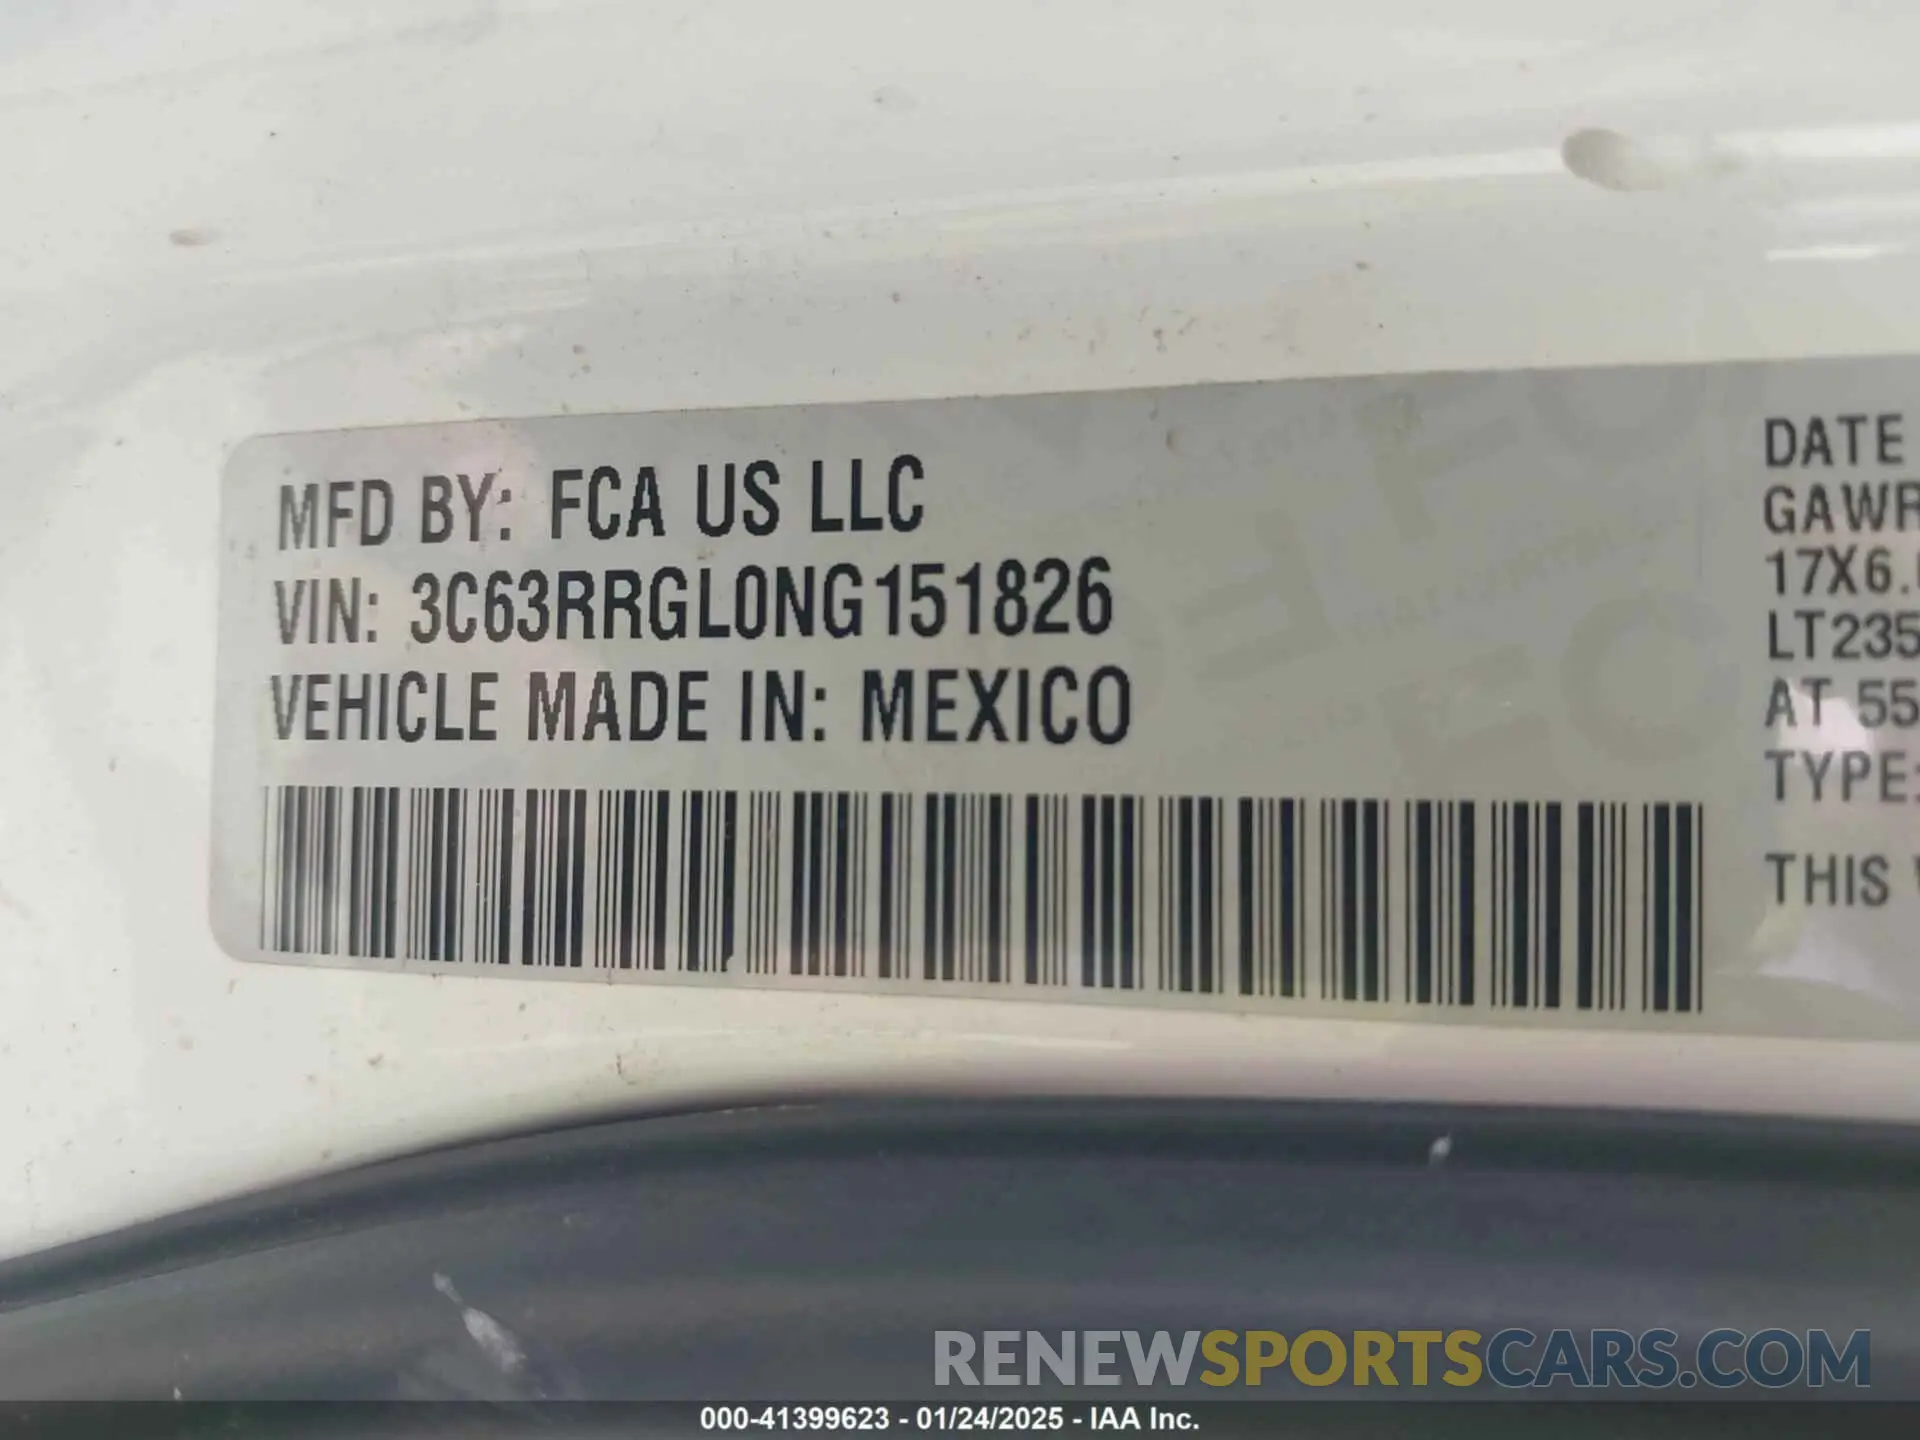 MFD BY: FCA US LLC
VIN: 3C63RRGL0NG151826
VEHICLE MADE IN: MEXICO
DATE
GAWR
17X6.
LT235
AT 55
TYPE:
THIS
RENEWSPORTSCARS.COM
000-41399623 - 01/24/2025 - IAA Inc.